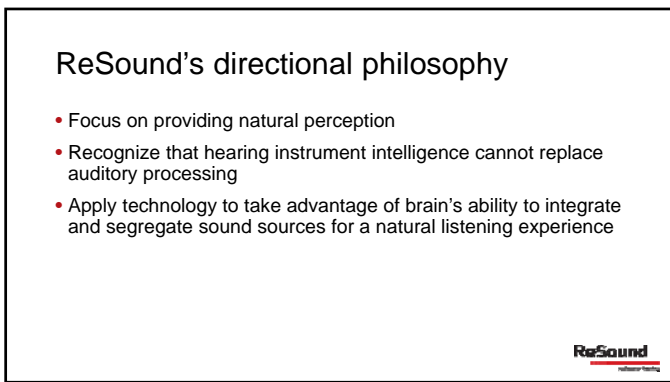 ReSound’s directional philosophy
• Focus on providing natural perception
• Recognize that hearing instrument intelligence cannot replace
auditory processing
• Apply technology to take advantage of brain’s ability to integrate
and segregate sound sources for a natural listening experience
ReSound